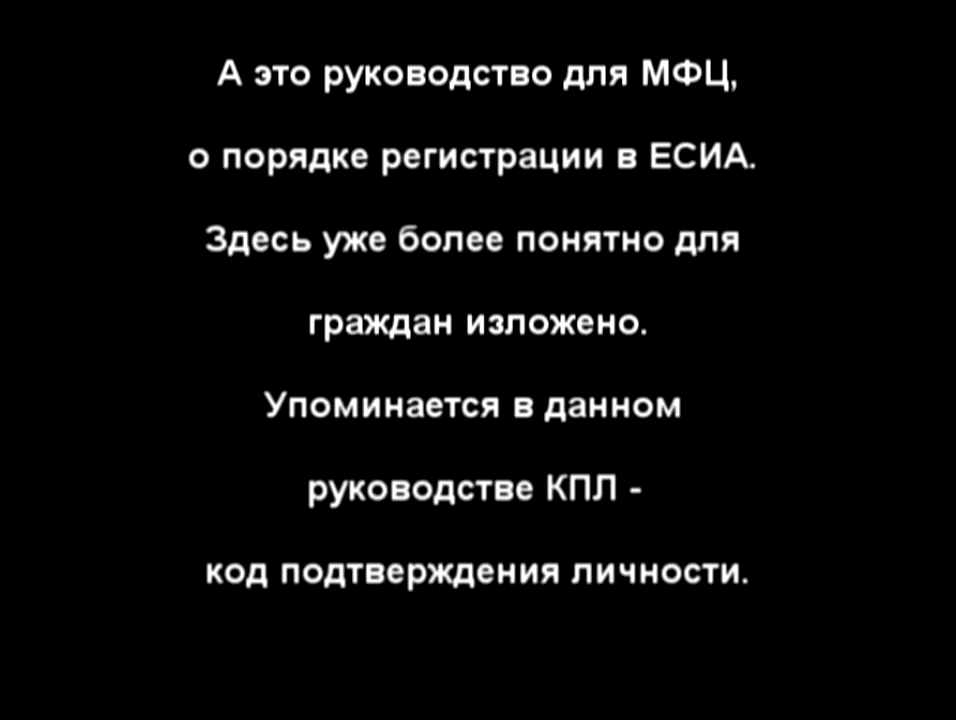 А это руководство для МФЦ,
о порядке регистрации в ЕСИА.
Здесь уже более понятно для
граждан изложено.
Упоминается в данном
руководстве КПЛ -
код подтверждения личности.